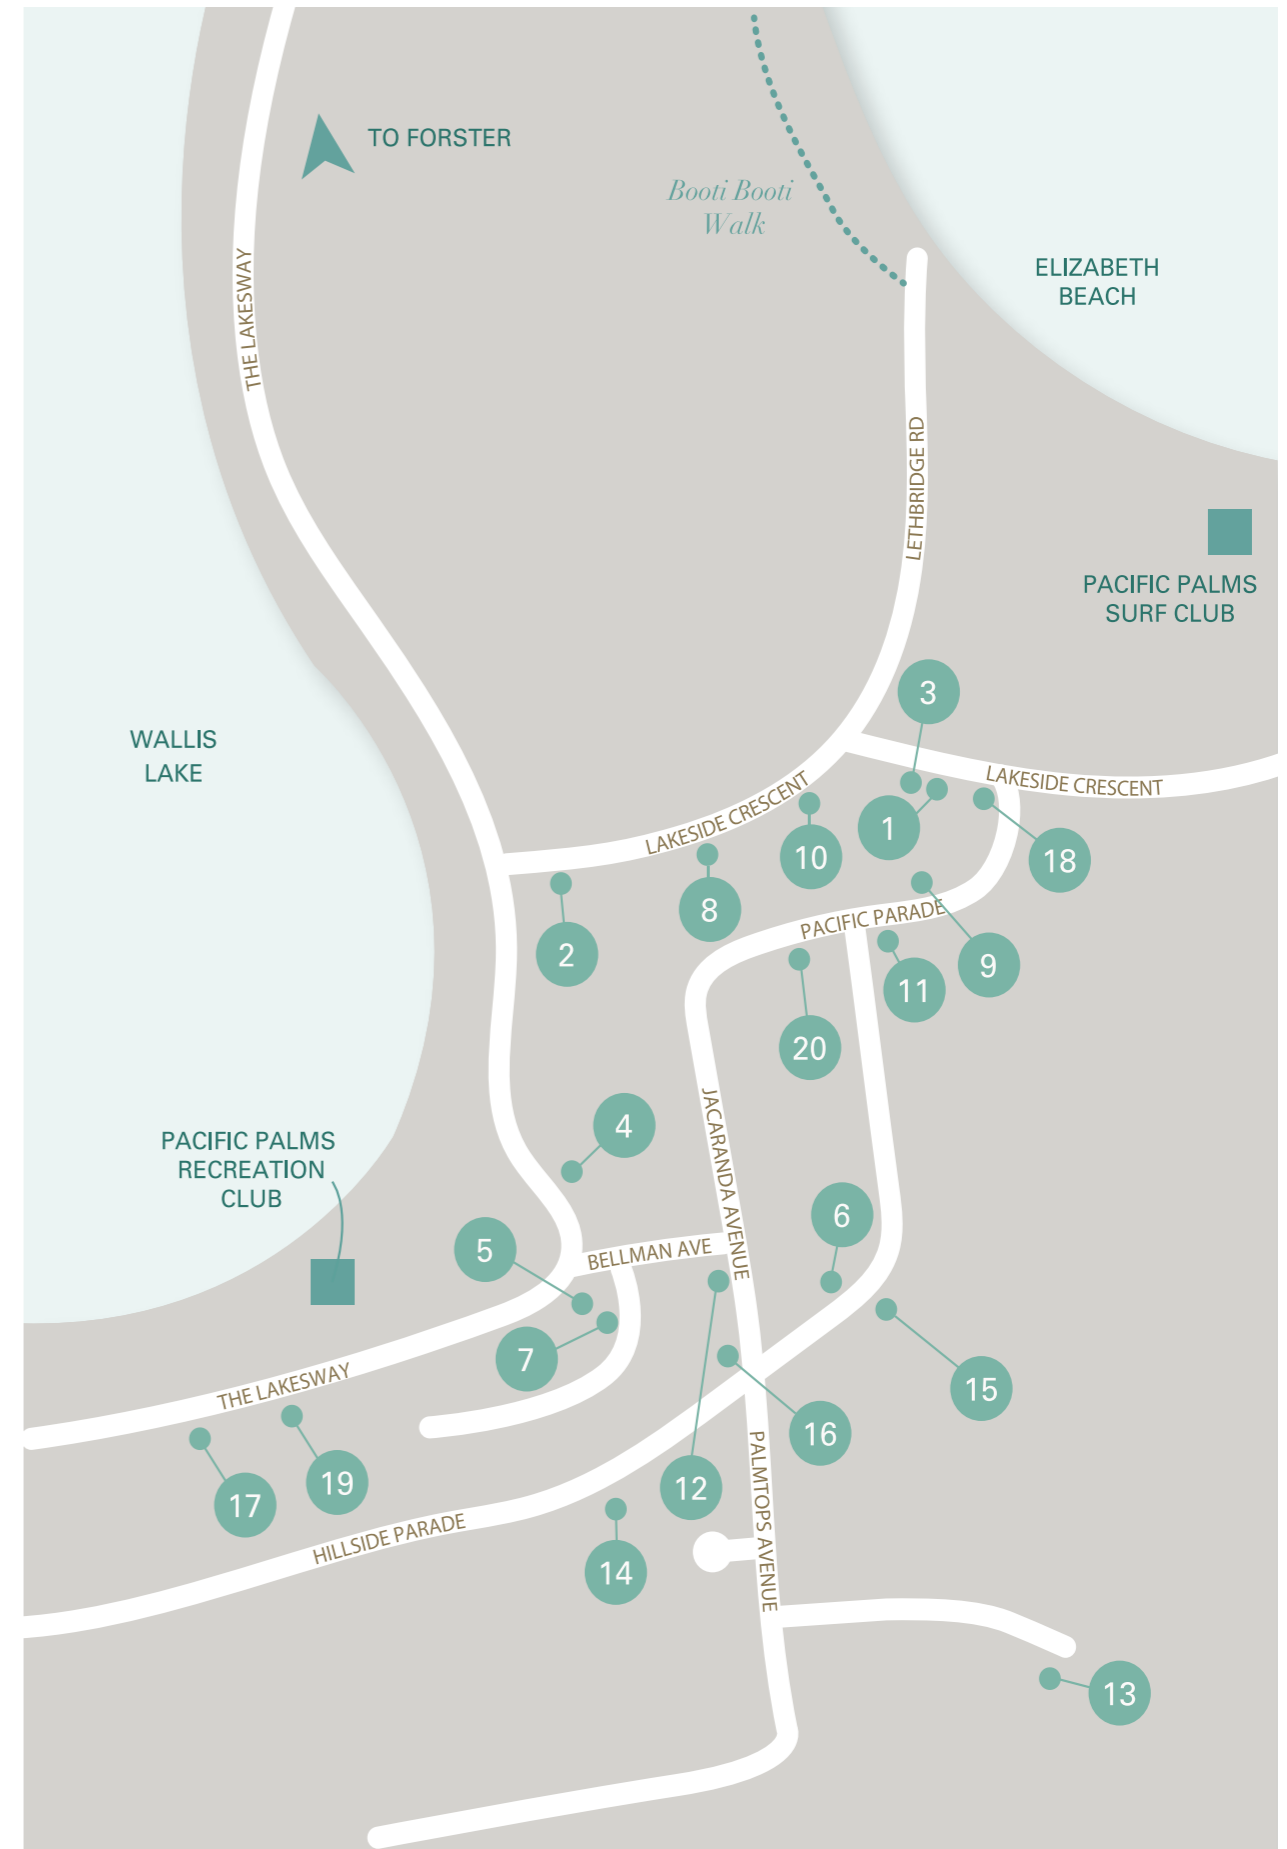 TO FORSTER
Booti Booti
Walk
ELIZABETH
BEACH
THE LAKESWAY
LETHBRIDGE RD
PACIFIC PALMS
SURF CLUB
3
WALLIS
LAKE
LAKESIDE CRESCENT
LAKESIDE CRESCENT
1
10
18
8
PACIFIC PARADE
2
9
11
20
JACARANDA AVENUE
4
PACIFIC PALMS
RECREATION
CLUB
6
5
BELLMAN AVE
7
THE LAKESWAY
15
16
PALMTOPS AVENUE
12
19
17
HILLSIDE PARADE
14
13